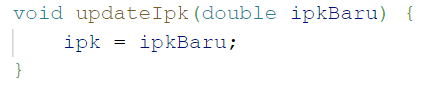 void updateIpk(double ipkBaru) {
    ipk = ipkBaru;
}